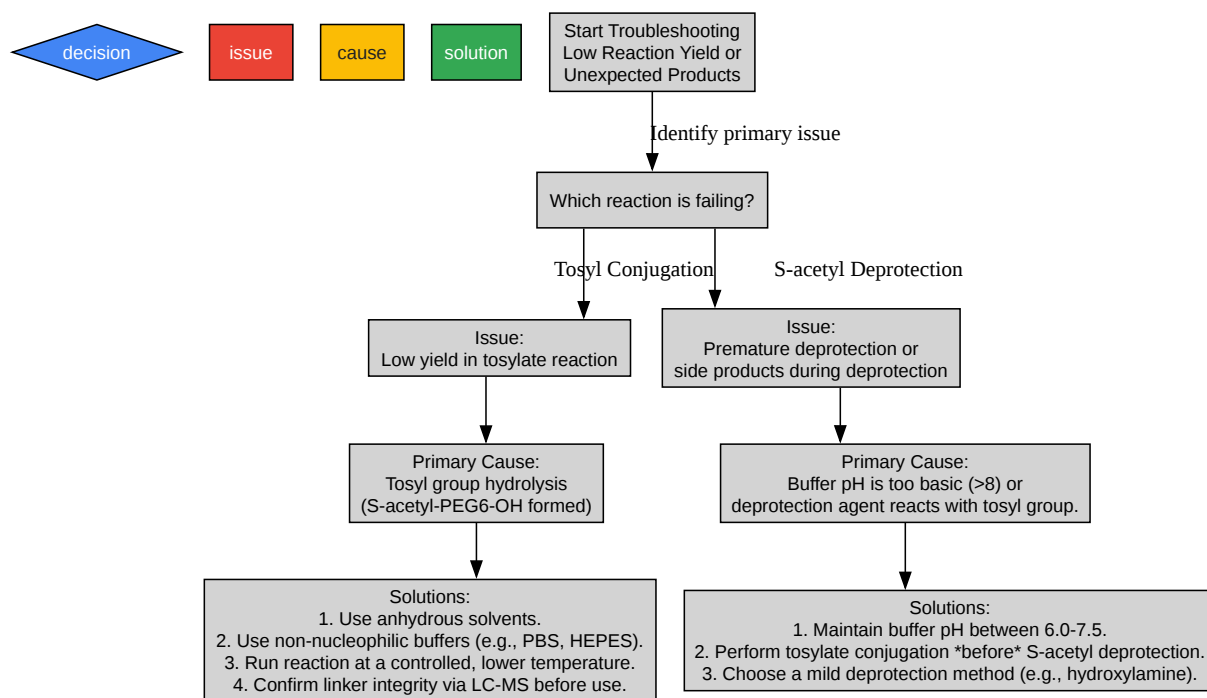 decision
issue
cause
solution
Start Troubleshooting
Low Reaction Yield or
Unexpected Products
Identify primary issue
Which reaction is failing?
Tosyl Conjugation
S-acetyl Deprotection
Issue:
Low yield in tosylate reaction
Issue:
Premature deprotection or
side products during deprotection
Primary Cause:
Tosyl group hydrolysis
(S-acetyl-PEG6-OH formed)
Primary Cause:
Buffer pH is too basic (>8) or
deprotection agent reacts with tosyl group.
Solutions:
1. Use anhydrous solvents.
2. Use non-nucleophilic buffers (e.g., PBS, HEPES).
3. Run reaction at a controlled, lower temperature.
4. Confirm linker integrity via LC-MS before use.
Solutions:
1. Maintain buffer pH between 6.0-7.5.
2. Perform tosylate conjugation *before* S-acetyl deprotection.
3. Choose a mild deprotection method (e.g., hydroxylamine).